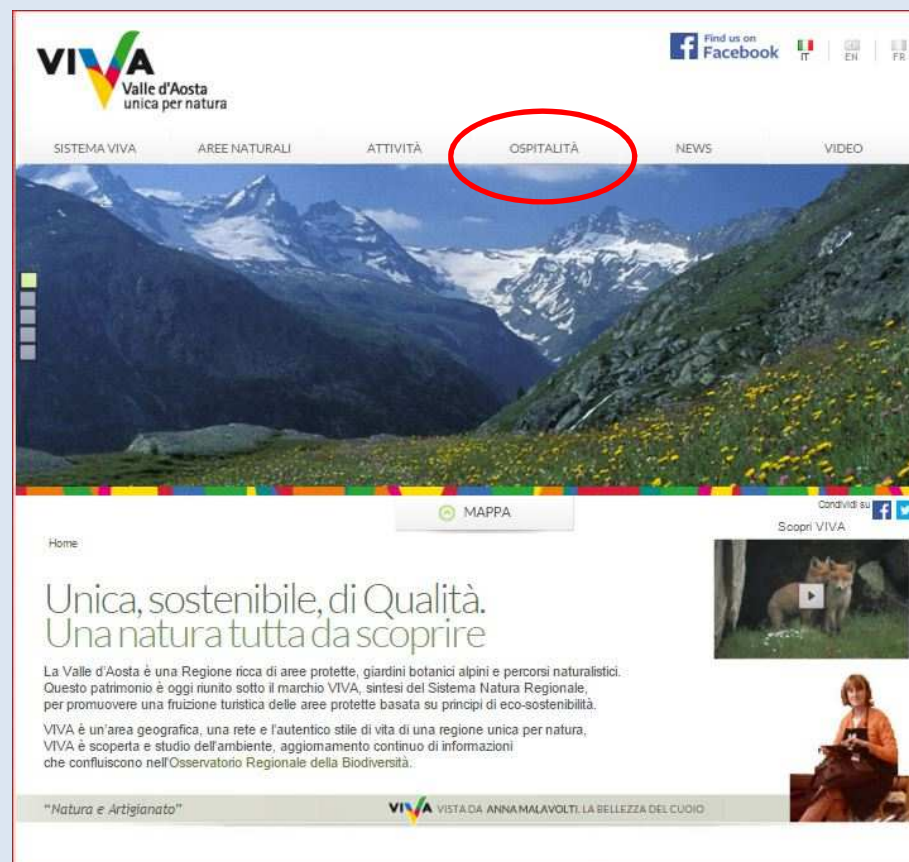 VIVA
Valle d'Aosta
unica per natura
Find us on
Facebook
IT
EN
FR
SISTEMA VIVA
AREE NATURALI
ATTIVITÀ
OSPITALITÀ
NEWS
VIDEO
MAPPA
Condividi su
Scopri VIVA
Home
Unica, sostenibile, di Qualità.
Una natura tutta da scoprire
La Valle d'Aosta è una Regione ricca di aree protette, giardini botanici alpini e percorsi naturalistici.
Questo patrimonio è oggi riunito sotto il marchio VIVA, sintesi del Sistema Natura Regionale,
per promuovere una fruizione turistica delle aree protette basata su principi di eco-sostenibilità.
VIVA è un'area geografica, una rete e l'autentico stile di vita di una regione unica per natura,
VIVA è scoperta e studio dell'ambiente, aggiornamento continuo di informazioni
che confluiscono nell'Osservatorio Regionale della Biodiversità.
"Natura e Artigianato"
VIVA VISTA DA ANNA MALAVOLTI. LA BELLEZZA DEL CUOIO